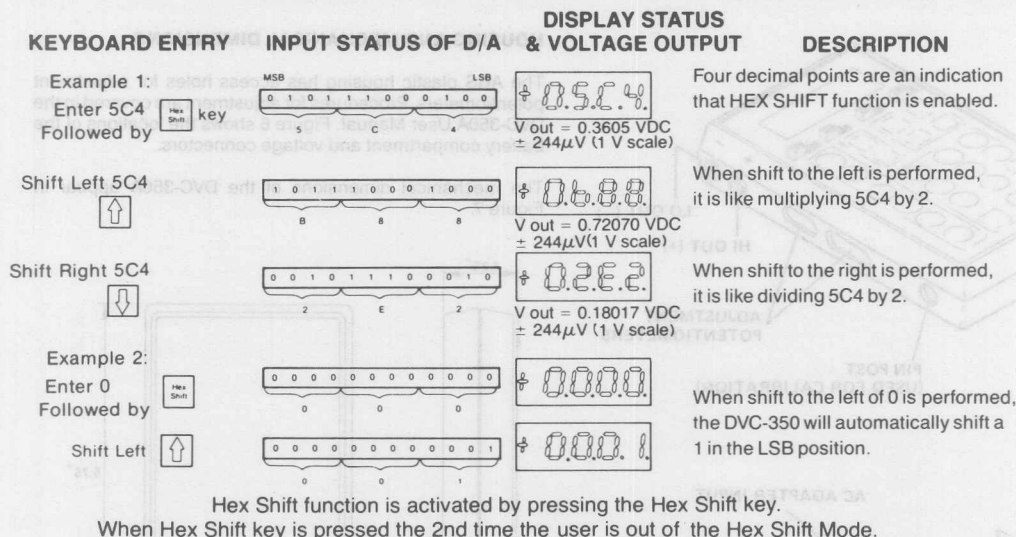 KEYBOARD ENTRY INPUT STATUS OF D/A DISPLAY STATUS & VOLTAGE OUTPUT DESCRIPTION
Example 1:
Enter 5C4
Followed by Hex Shift key
MSB LSB
0 1 0 1 1 1 0 0 0 1 0 0
5 C 4
+ 0.5.C.4.
V out = 0.3605 VDC
± 244µV (1 V scale)
Four decimal points are an indication
that HEX SHIFT function is enabled.
Shift Left 5C4
⇧
1 0 1 1 1 0 0 0 1 0 0 0
B 8 8
+ 0.b.8.8.
V out = 0.72070 VDC
± 244µV(1 V scale)
When shift to the left is performed,
it is like multiplying 5C4 by 2.
Shift Right 5C4
⇩
0 0 1 0 1 1 1 0 0 0 1 0
2 E 2
+ 0.2.E.2.
V out = 0.18017 VDC
± 244µV (1 V scale)
When shift to the right is performed,
it is like dividing 5C4 by 2.
Example 2:
Enter 0 Hex Shift
Followed by
0 0 0 0 0 0 0 0 0 0 0 0
0 0 0
+ 0.0.0.0.
Shift Left ⇧
0 0 0 0 0 0 0 0 0 0 0 1
0 0 1
+ 0.0.0.1.
When shift to the left of 0 is performed,
the DVC-350 will automatically shift a
1 in the LSB position.
Hex Shift function is activated by pressing the Hex Shift key.
When Hex Shift key is pressed the 2nd time the user is out of the Hex Shift Mode.